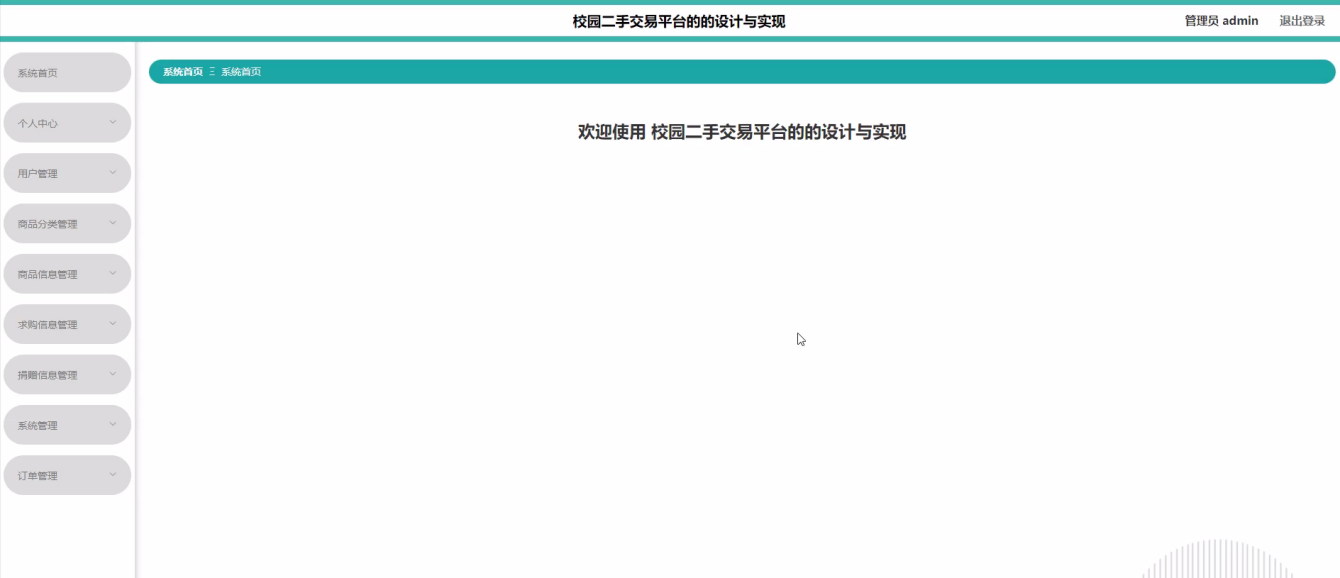 校园二手交易平台的的设计与实现
管理员 admin
退出登录
系统首页
个人中心
用户管理
商品分类管理
商品信息管理
求购信息管理
捐赠信息管理
系统管理
订单管理
系统首页 Ξ 系统首页
欢迎使用 校园二手交易平台的的设计与实现